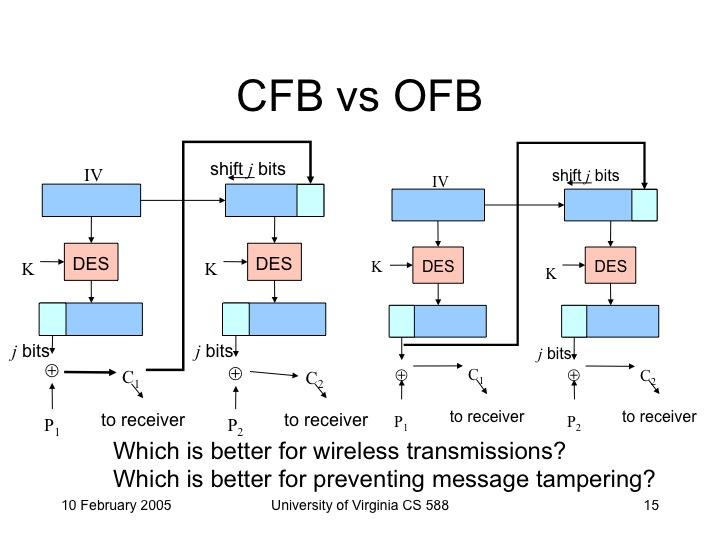 CFB vs OFB
IV
shift j bits
K
DES
K
DES
j bits
j bits
⊕
C1
⊕
C2
P1
to receiver
P2
to receiver
IV
shift j bits
K
DES
K
DES
j bits
⊕
C1
⊕
C2
P1
to receiver
P2
to receiver
Which is better for wireless transmissions?
Which is better for preventing message tampering?
10 February 2005
University of Virginia CS 588
15